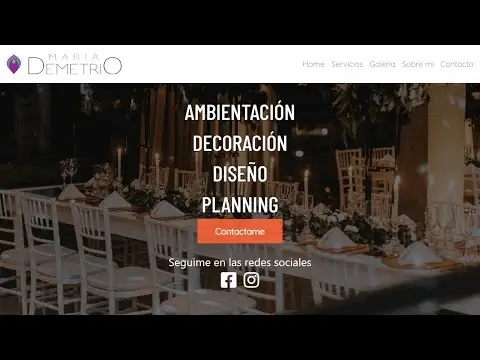 MARIA
DEMETRIO
Home Servicios Galeria Sobre mi Contacto
AMBIENTACIÓN
DECORACIÓN
DISEÑO
PLANNING
Contactame
Seguime en las redes sociales